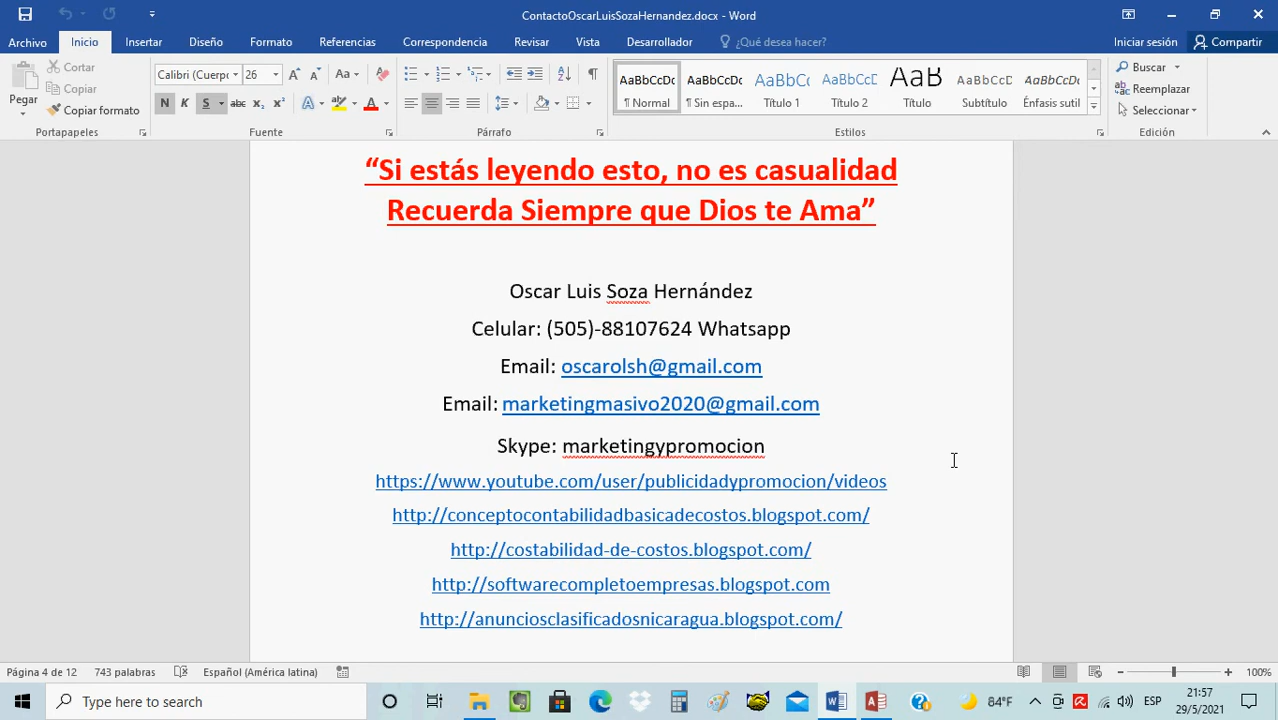 ContactoOscarLuisSozaHernandez.docx - Word
Archivo Inicio Insertar Diseño Formato Referencias Correspondencia Revisar Vista Desarrollador ¿Qué desea hacer? Iniciar sesión Compartir
Pegar
Cortar
Copiar
Copiar formato
Portapapeles
Calibri (Cuerpo 26 Aa
N K S abc X₂ X² A A
Fuente
Párrafo
AaBbCcDc AaBbCcDc AaBbCc AaBbCcD AaB AaBbCcD AaBbCcDc
¶ Normal ¶ Sin espa... Título 1 Título 2 Título Subtítulo Énfasis sutil
Estilos
Buscar
Reemplazar
Seleccionar
Edición
“Si estás leyendo esto, no es casualidad
Recuerda Siempre que Dios te Ama”
Oscar Luis Soza Hernández
Celular: (505)-88107624 Whatsapp
Email: oscarolsh@gmail.com
Email: marketingmasivo2020@gmail.com
Skype: marketingypromocion
https://www.youtube.com/user/publicidadypromocion/videos
http://conceptocontabilidadbasicadecostos.blogspot.com/
http://costabilidad-de-costos.blogspot.com/
http://softwarecompletoempresas.blogspot.com
http://anunciosclasificadosnicaragua.blogspot.com/
Página 4 de 12 743 palabras Español (América latina) 100%
Type here to search 84°F ESP 21:57
29/5/2021